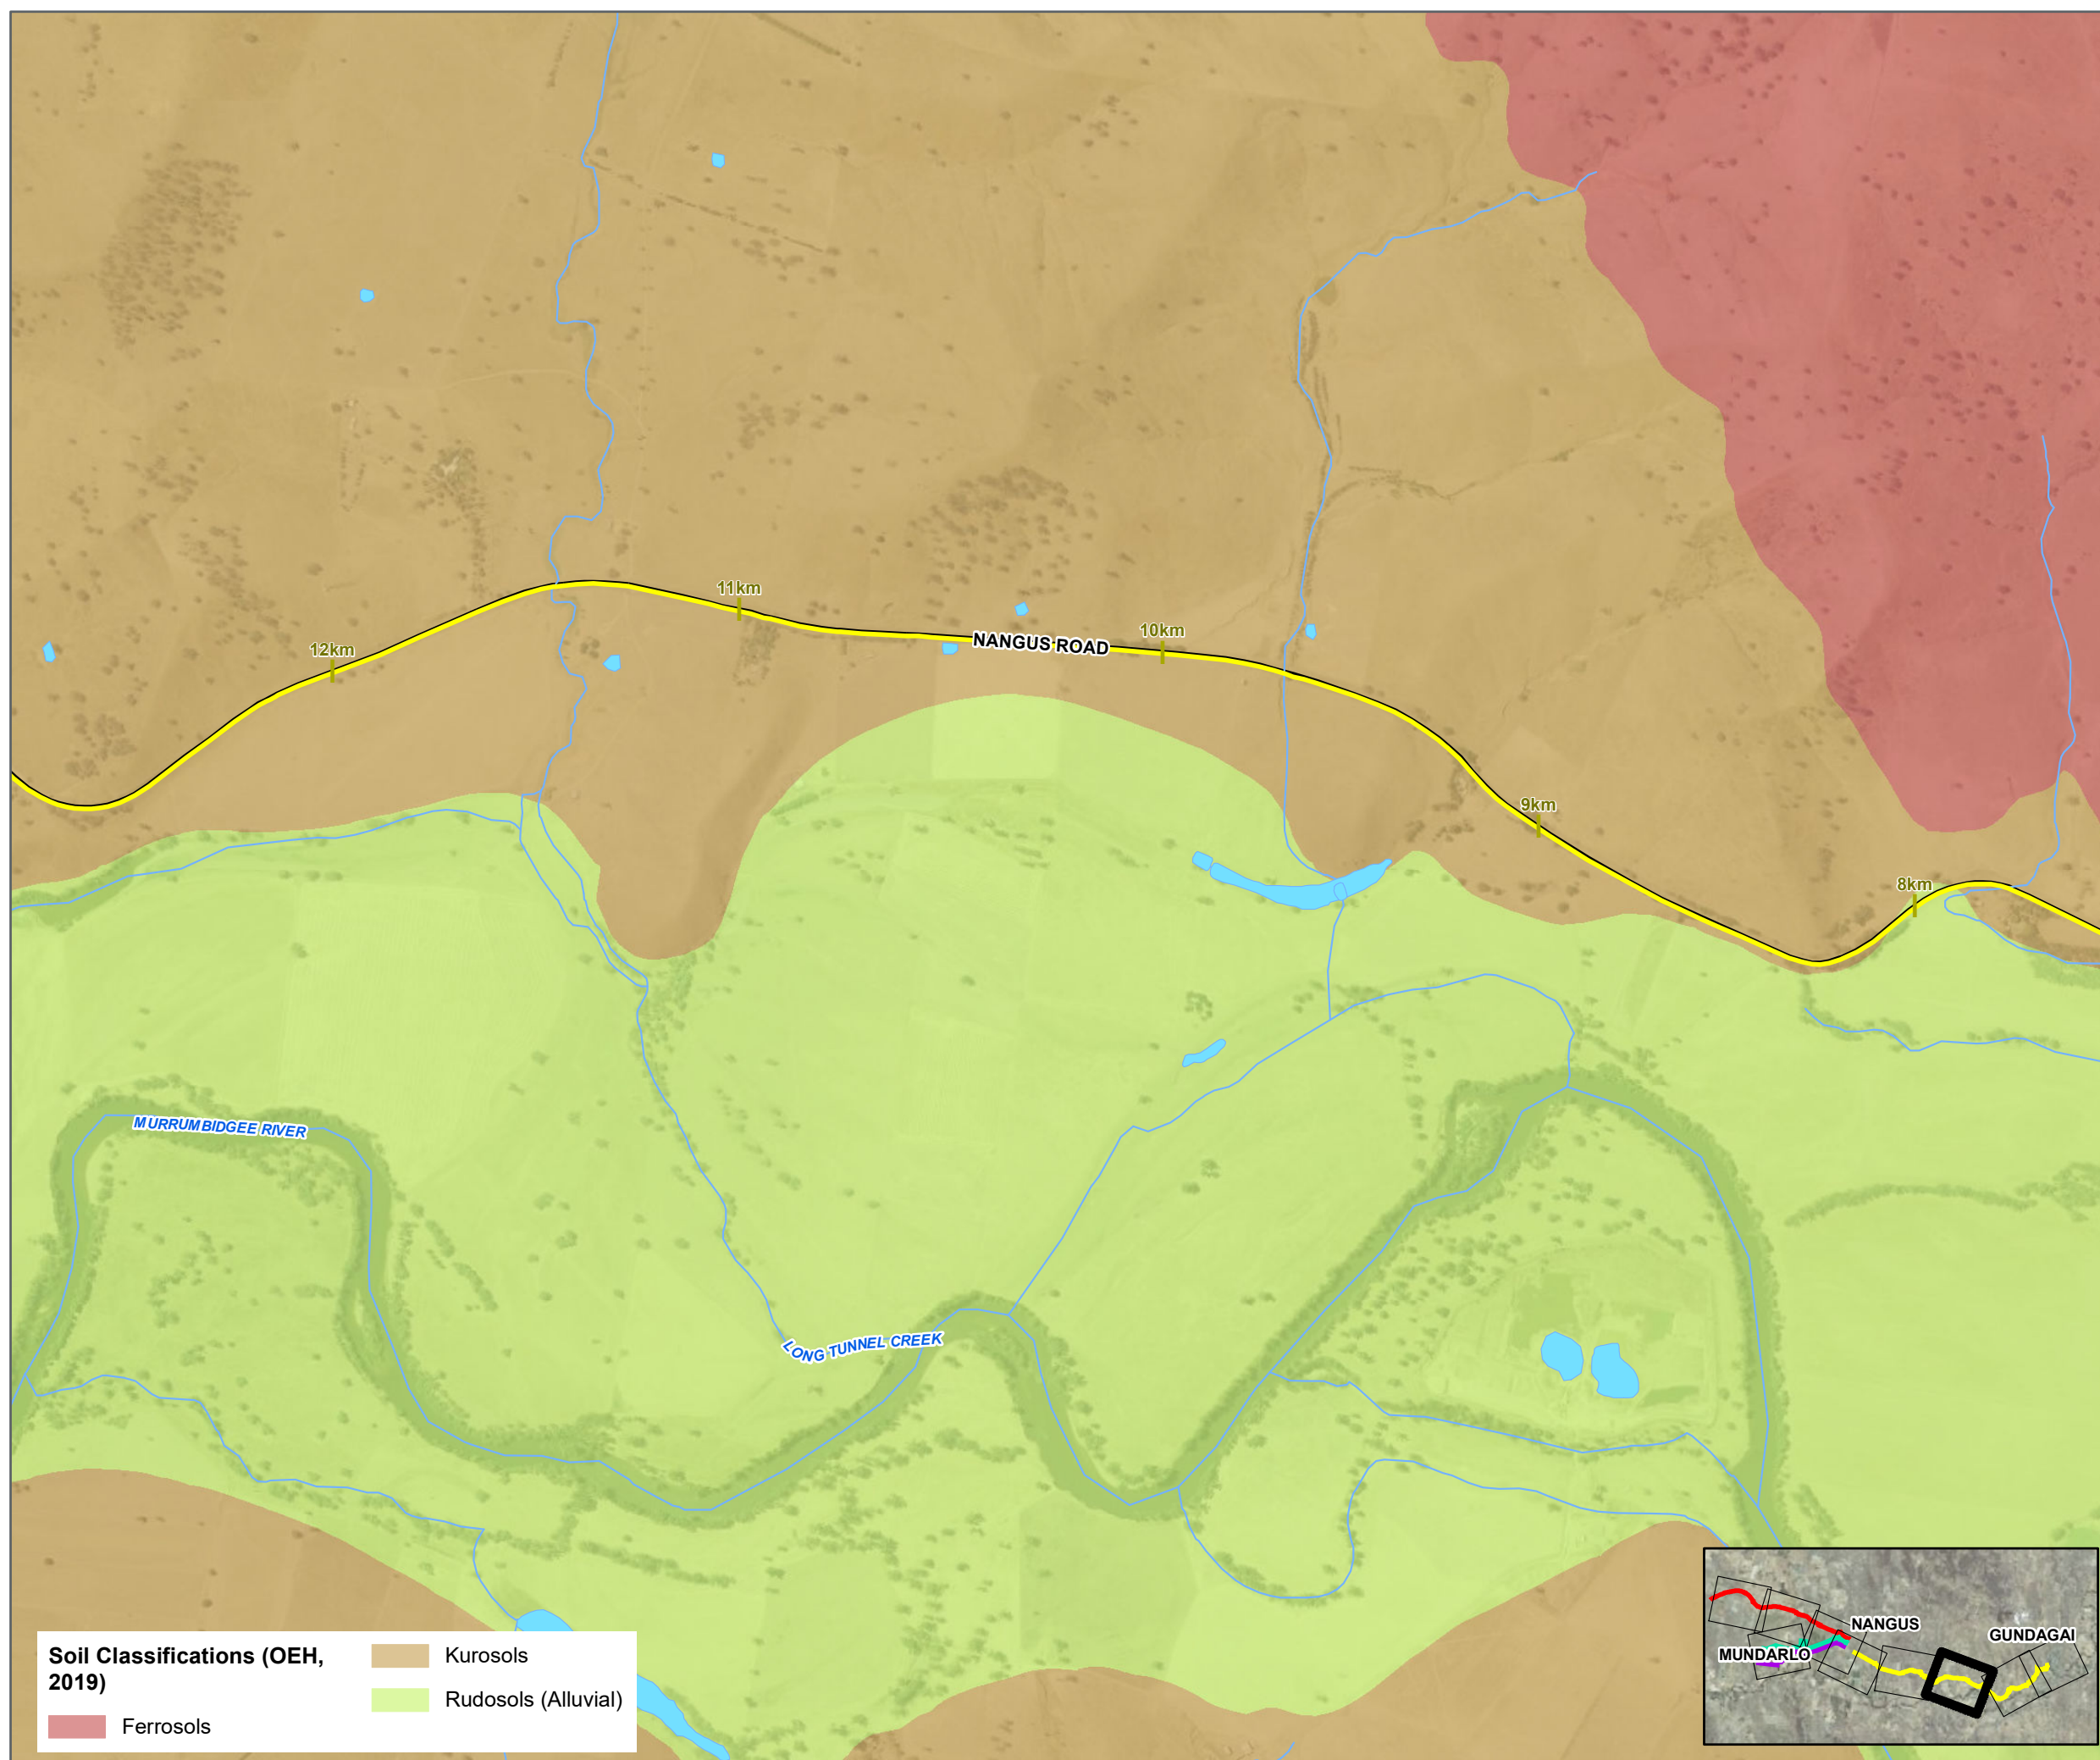 11km
12km
10km
NANGUS ROAD
9km
8km
MURRUMBIDGEE RIVER
LONG TUNNEL CREEK
Soil Classifications (OEH,
2019)
Ferrosols
Kurosols
Rudosols (Alluvial)
NANGUS
GUNDAGAI
MUNDARLO